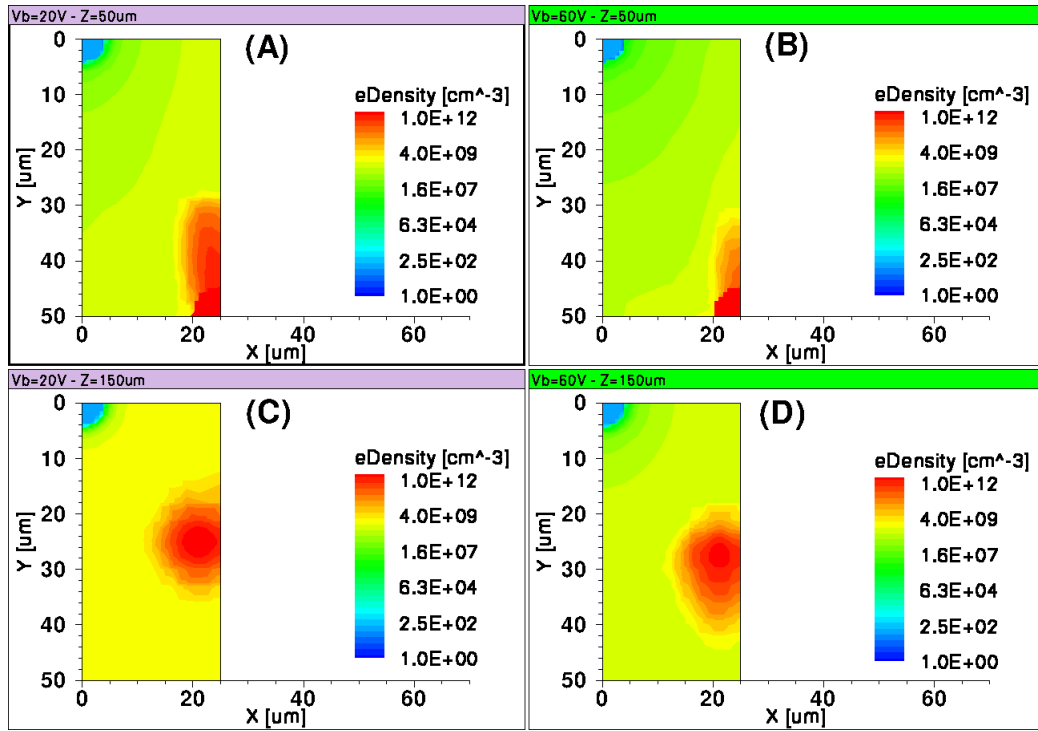 Vb=20V - Z=50um
(A)
eDensity [cm^-3]
1.0E+12
4.0E+09
1.6E+07
6.3E+04
2.5E+02
1.0E+00
0
10
20
30
40
50
Y [um]
0 20 40 60
X [um]
Vb=60V - Z=50um
(B)
eDensity [cm^-3]
1.0E+12
4.0E+09
1.6E+07
6.3E+04
2.5E+02
1.0E+00
0
10
20
30
40
50
Y [um]
0 20 40 60
X [um]
Vb=20V - Z=150um
(C)
eDensity [cm^-3]
1.0E+12
4.0E+09
1.6E+07
6.3E+04
2.5E+02
1.0E+00
0
10
20
30
40
50
Y [um]
0 20 40 60
X [um]
Vb=60V - Z=150um
(D)
eDensity [cm^-3]
1.0E+12
4.0E+09
1.6E+07
6.3E+04
2.5E+02
1.0E+00
0
10
20
30
40
50
Y [um]
0 20 40 60
X [um]